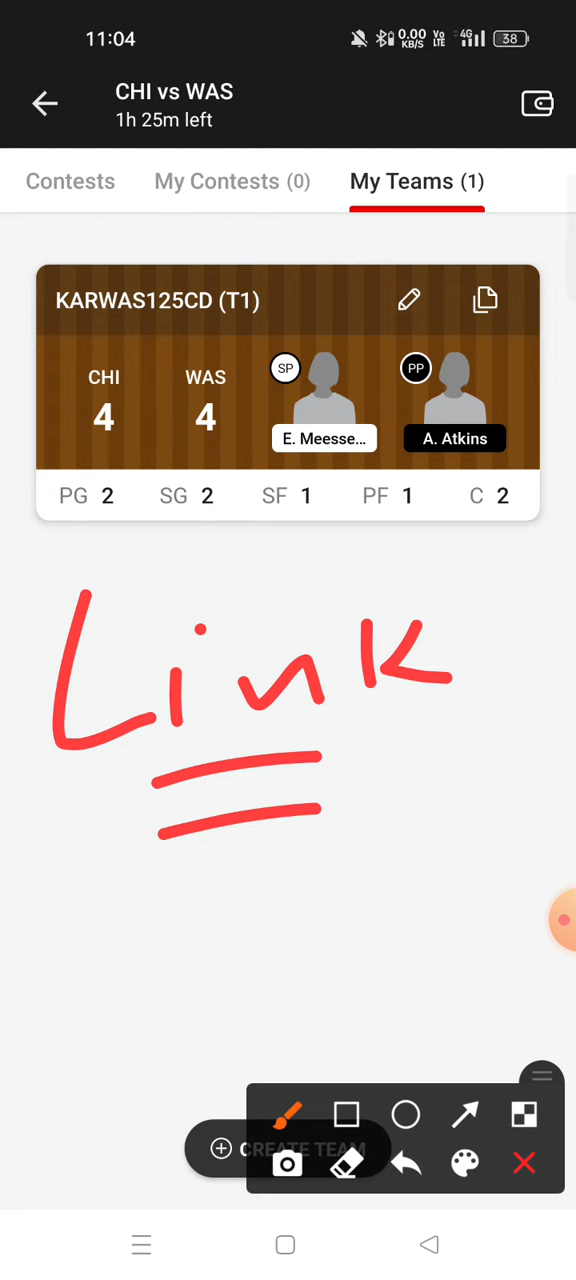 11:04 0.00 KB/S Vo LTE 4G 38
CHI vs WAS
1h 25m left
Contests My Contests (0) My Teams (1)
KARWAS125CD (T1)
CHI WAS SP PP
4 4
E. Meesse... A. Atkins
PG 2 SG 2 SF 1 PF 1 C 2
Link
CREATE TEAM